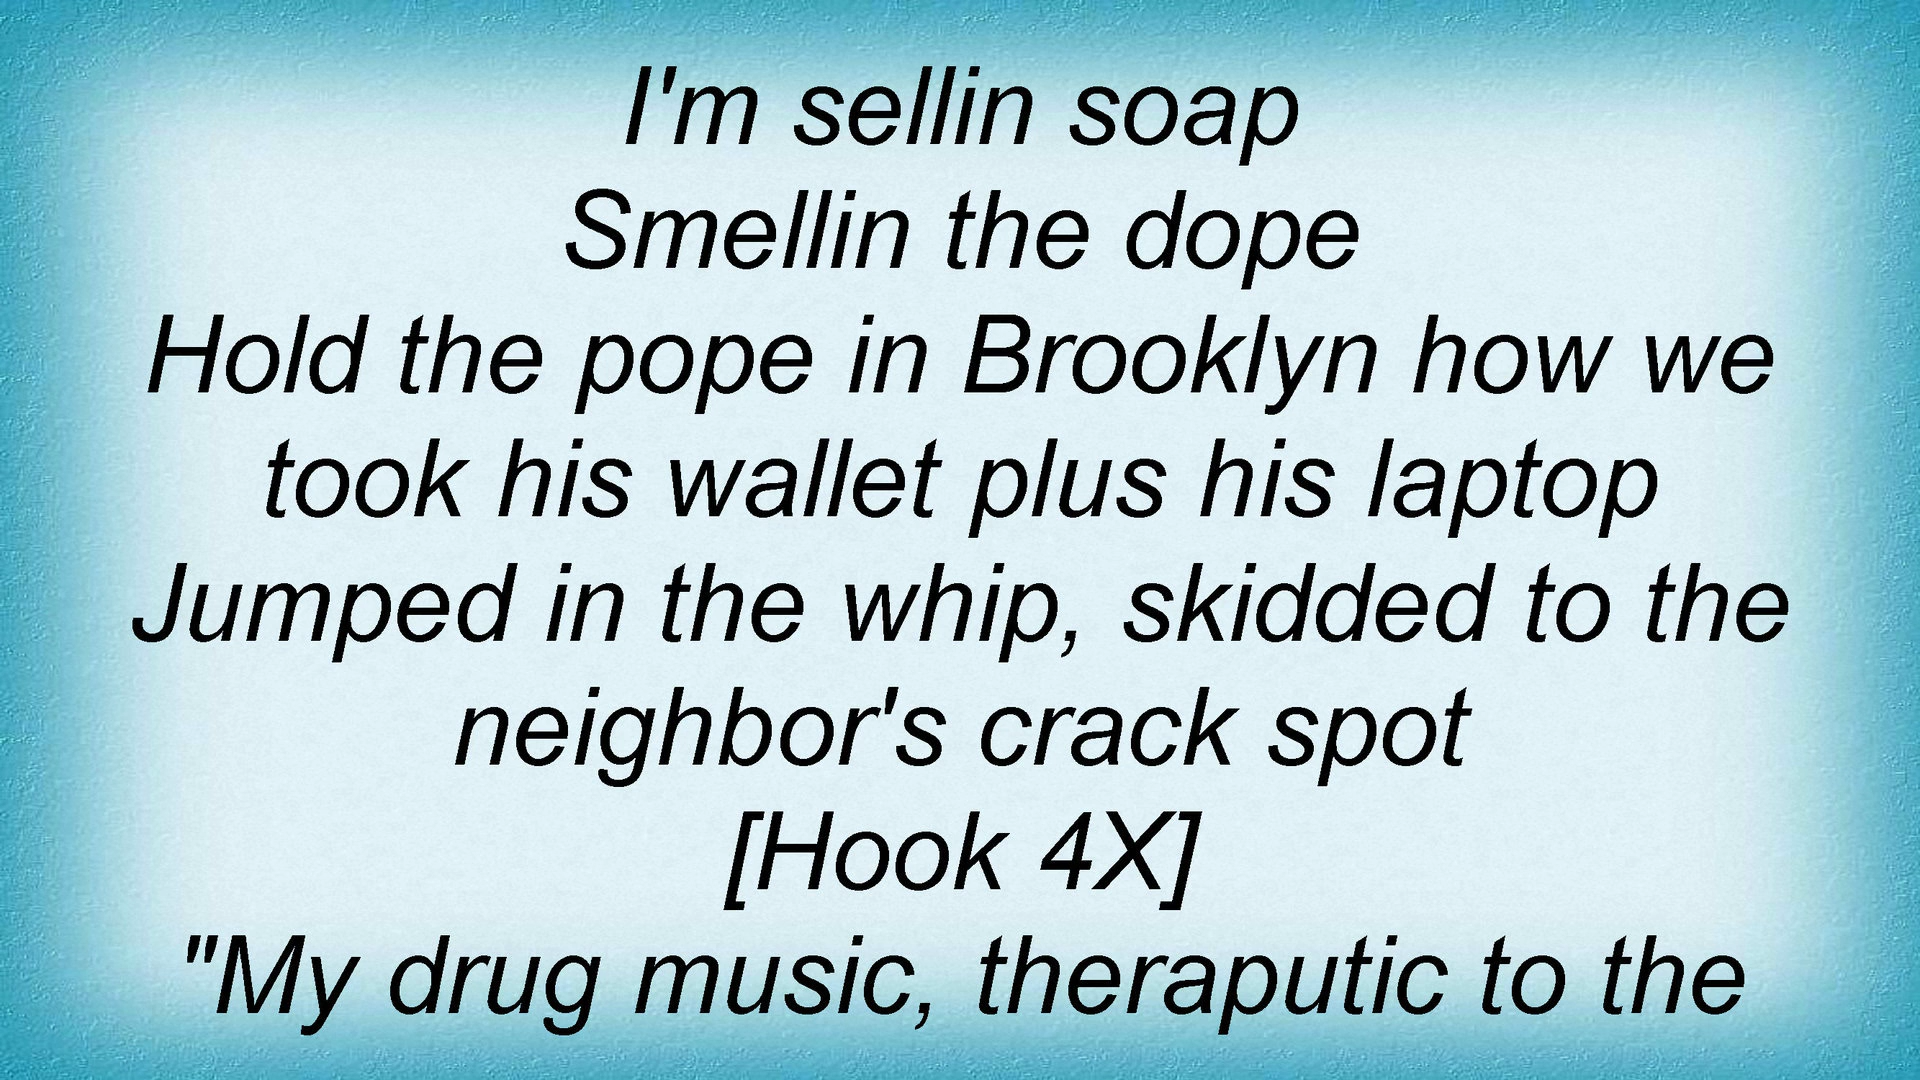 I'm sellin soap
Smellin the dope
Hold the pope in Brooklyn how we
took his wallet plus his laptop
Jumped in the whip, skidded to the
neighbor's crack spot
[Hook 4X]
"My drug music, theraputic to the